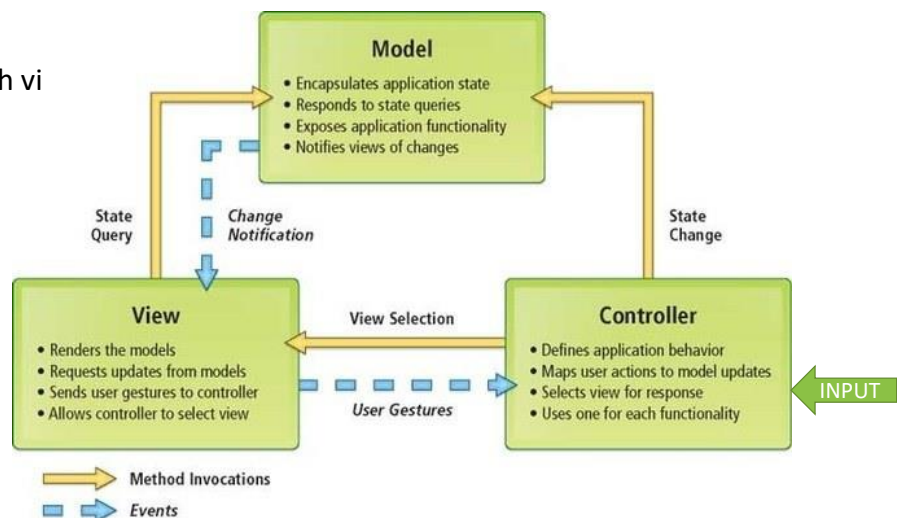 h vi
Model
• Encapsulates application state
• Responds to state queries
• Exposes application functionality
• Notifies views of changes
State
Query
Change
Notification
State
Change
View
• Renders the models
• Requests updates from models
• Sends user gestures to controller
• Allows controller to select view
View Selection
User Gestures
Controller
• Defines application behavior
• Maps user actions to model updates
• Selects view for response
• Uses one for each functionality
INPUT
Method Invocations
Events